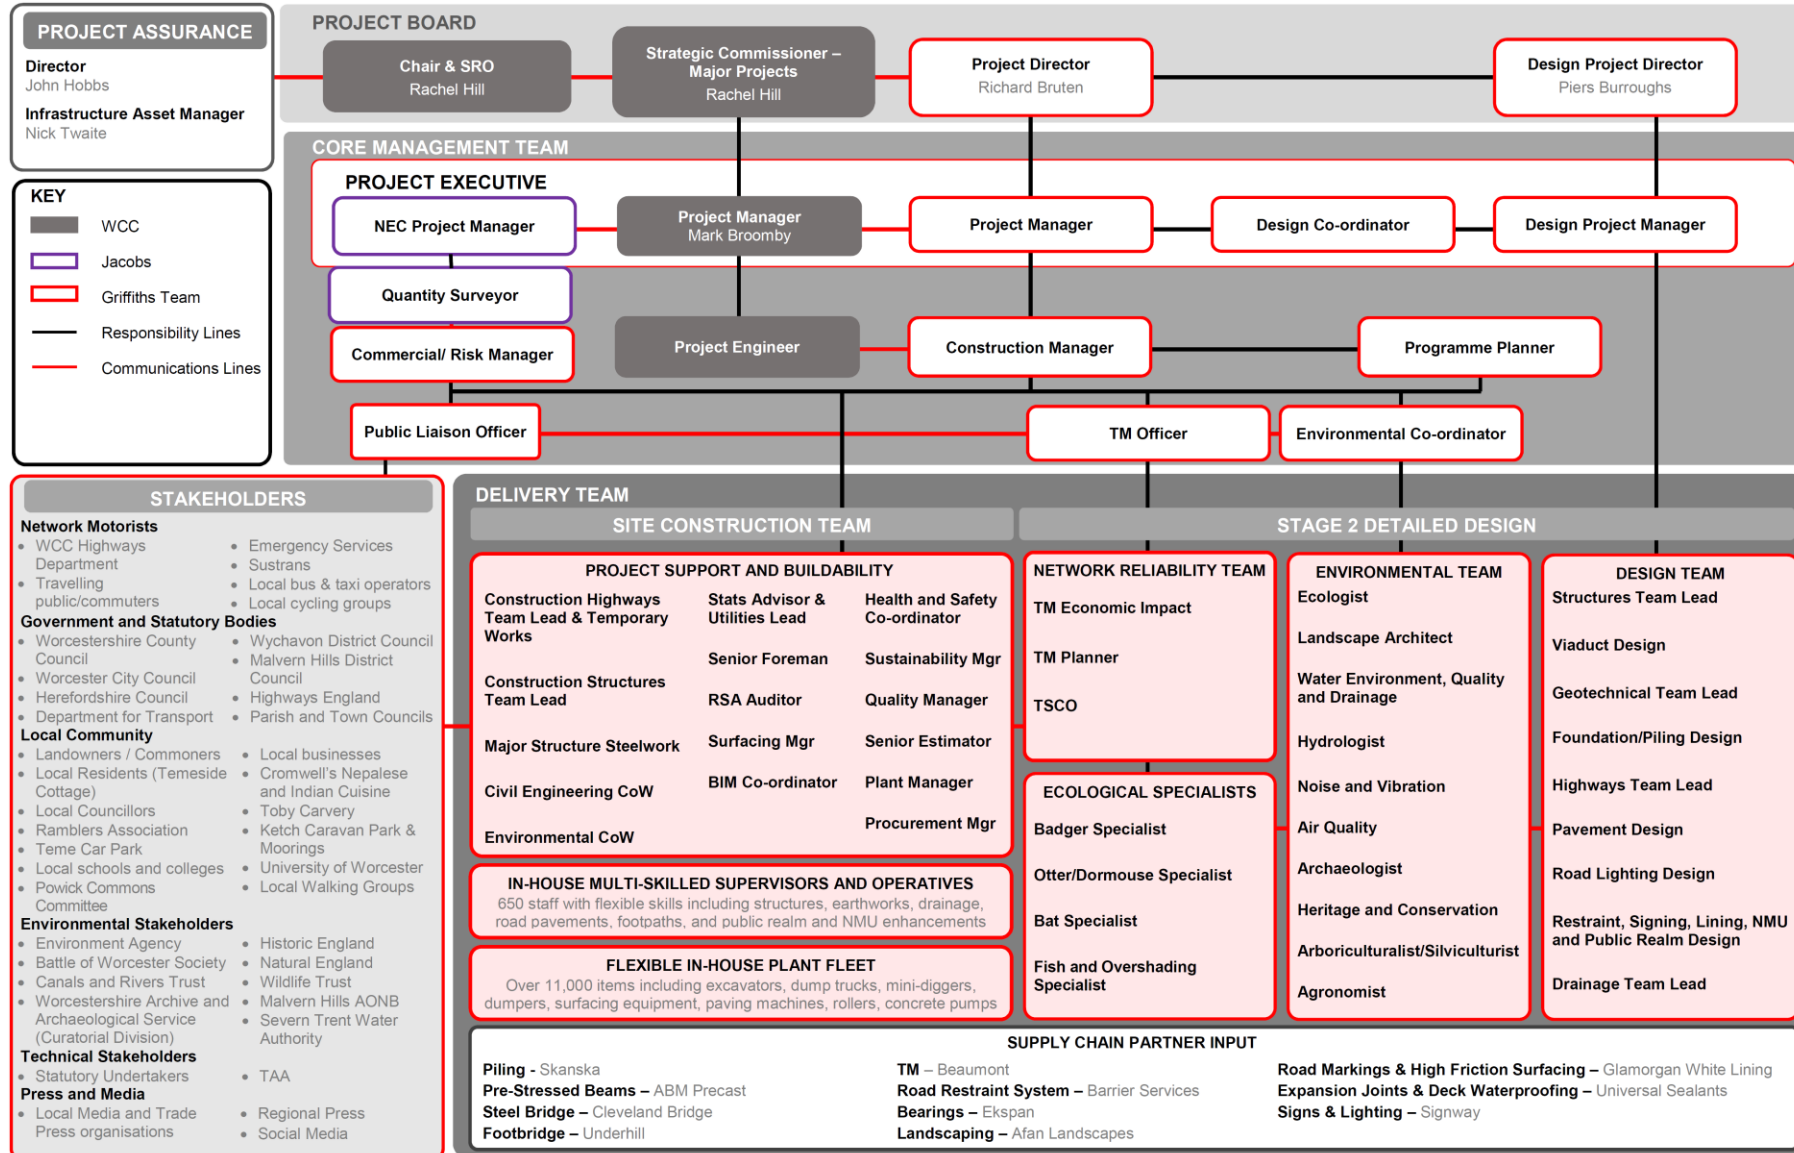 PROJECT ASSURANCE
Director
John Hobbs
Infrastructure Asset Manager
Nick Twaite
PROJECT BOARD
Chair & SRO
Rachel Hill
Strategic Commissioner –
Major Projects
Rachel Hill
Project Director
Richard Bruten
Design Project Director
Piers Burroughs
KEY
WCC
Jacobs
Griffiths Team
Responsibility Lines
Communications Lines
CORE MANAGEMENT TEAM
PROJECT EXECUTIVE
NEC Project Manager
Project Manager
Mark Broomby
Project Manager
Design Co-ordinator
Design Project Manager
Quantity Surveyor
Commercial/ Risk Manager
Project Engineer
Construction Manager
Programme Planner
Public Liaison Officer
TM Officer
Environmental Co-ordinator
STAKEHOLDERS
Network Motorists
• WCC Highways
Department
• Travelling
public/commuters
• Emergency Services
• Sustrans
• Local bus & taxi operators
• Local cycling groups
Government and Statutory Bodies
• Worcestershire County
Council
• Worcester City Council
• Herefordshire Council
• Department for Transport
• Wychavon District Council
• Malvern Hills District
Council
• Highways England
• Parish and Town Councils
Local Community
• Landowners / Commoners
• Local Residents (Temeside
Cottage)
• Local Councillors
• Ramblers Association
• Teme Car Park
• Local schools and colleges
• Powick Commons
Committee
• Local businesses
• Cromwell's Nepalese
and Indian Cuisine
• Toby Carvery
• Ketch Caravan Park &
Moorings
• University of Worcester
• Local Walking Groups
Environmental Stakeholders
• Environment Agency
• Battle of Worcester Society
• Canals and Rivers Trust
• Worcestershire Archive and
Archaeological Service
(Curatorial Division)
• Historic England
• Natural England
• Wildlife Trust
• Malvern Hills AONB
• Severn Trent Water
Authority
Technical Stakeholders
• Statutory Undertakers
• TAA
Press and Media
• Local Media and Trade
Press organisations
• Regional Press
• Social Media
DELIVERY TEAM
SITE CONSTRUCTION TEAM
STAGE 2 DETAILED DESIGN
PROJECT SUPPORT AND BUILDABILITY
Construction Highways
Team Lead & Temporary
Works
Construction Structures
Team Lead
Major Structure Steelwork
Civil Engineering CoW
Environmental CoW
Stats Advisor &
Utilities Lead
Senior Foreman
RSA Auditor
Surfacing Mgr
BIM Co-ordinator
Health and Safety
Co-ordinator
Sustainability Mgr
Quality Manager
Senior Estimator
Plant Manager
Procurement Mgr
IN-HOUSE MULTI-SKILLED SUPERVISORS AND OPERATIVES
650 staff with flexible skills including structures, earthworks, drainage,
road pavements, footpaths, and public realm and NMU enhancements
FLEXIBLE IN-HOUSE PLANT FLEET
Over 11,000 items including excavators, dump trucks, mini-diggers,
dumpers, surfacing equipment, paving machines, rollers, concrete pumps
NETWORK RELIABILITY TEAM
TM Economic Impact
TM Planner
TSCO
ECOLOGICAL SPECIALISTS
Badger Specialist
Otter/Dormouse Specialist
Bat Specialist
Fish and Overshading
Specialist
ENVIRONMENTAL TEAM
Ecologist
Landscape Architect
Water Environment, Quality
and Drainage
Hydrologist
Noise and Vibration
Air Quality
Archaeologist
Heritage and Conservation
Arboriculturalist/Silviculturist
Agronomist
DESIGN TEAM
Structures Team Lead
Viaduct Design
Geotechnical Team Lead
Foundation/Piling Design
Highways Team Lead
Pavement Design
Road Lighting Design
Restraint, Signing, Lining, NMU
and Public Realm Design
Drainage Team Lead
SUPPLY CHAIN PARTNER INPUT
Piling - Skanska
Pre-Stressed Beams – ABM Precast
Steel Bridge – Cleveland Bridge
Footbridge – Underhill
TM – Beaumont
Road Restraint System – Barrier Services
Bearings – Ekspan
Landscaping – Afan Landscapes
Road Markings & High Friction Surfacing – Glamorgan White Lining
Expansion Joints & Deck Waterproofing – Universal Sealants
Signs & Lighting – Signway